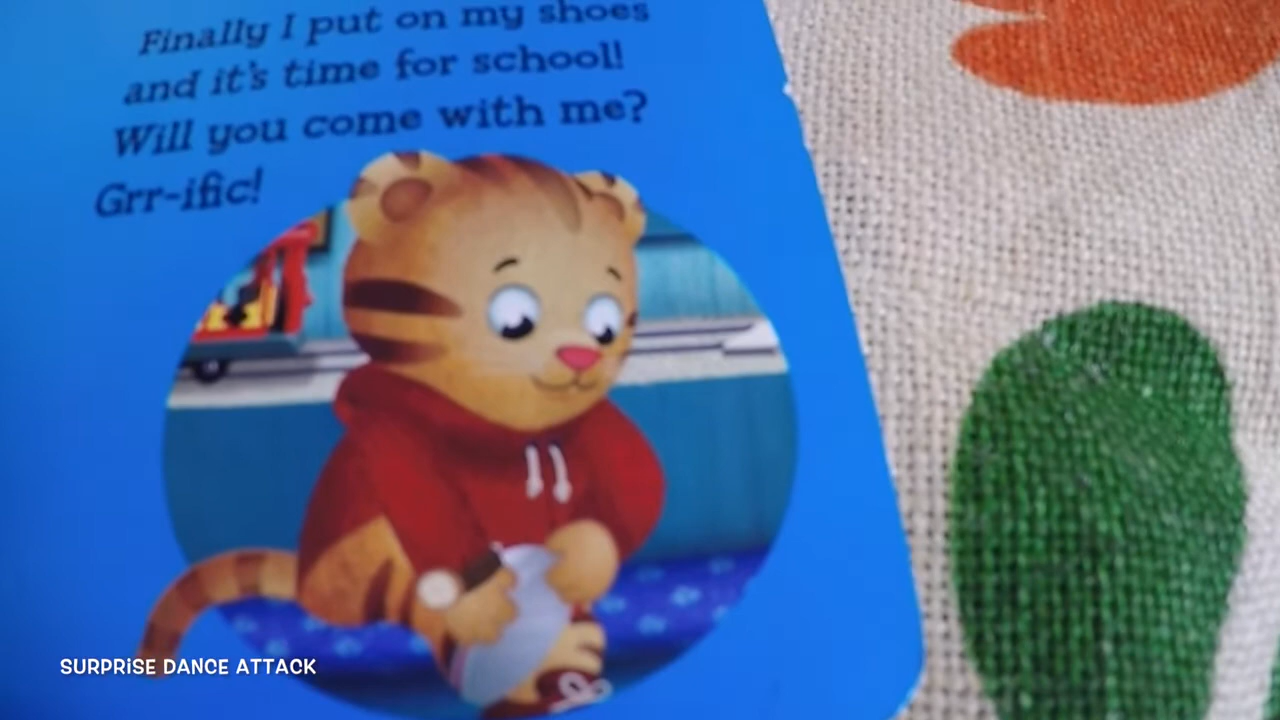 Finally I put on my shoes
and it's time for school!
Will you come with me?
Grr-ific!
SURPRiSE DANCE ATTACK